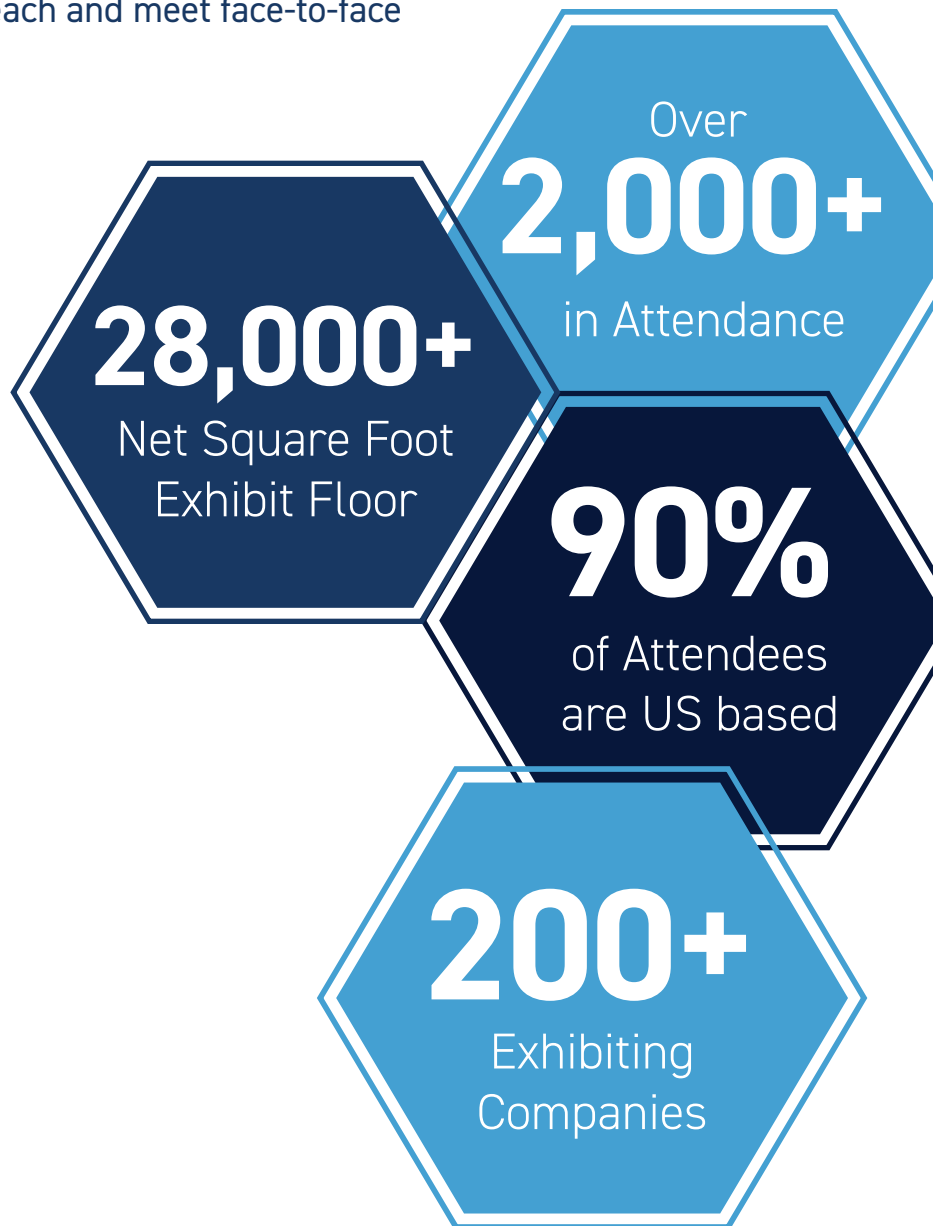 and meet face-to-face
Over
2,000+
in Attendance
28,000+
Net Square Foot
Exhibit Floor
90%
of Attendees
are US based
200+
Exhibiting
Companies